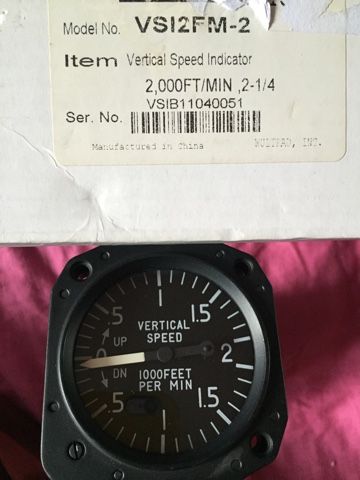 Model No. VSI2FM-2
Item Vertical Speed Indicator
2,000FT/MIN ,2-1/4
VSIB11040051
Ser. No.
Manufactured in China
1
.5 1.5
VERTICAL
SPEED
UP
0 2
DN
1000FEET
PER MIN
.5 1.5
1